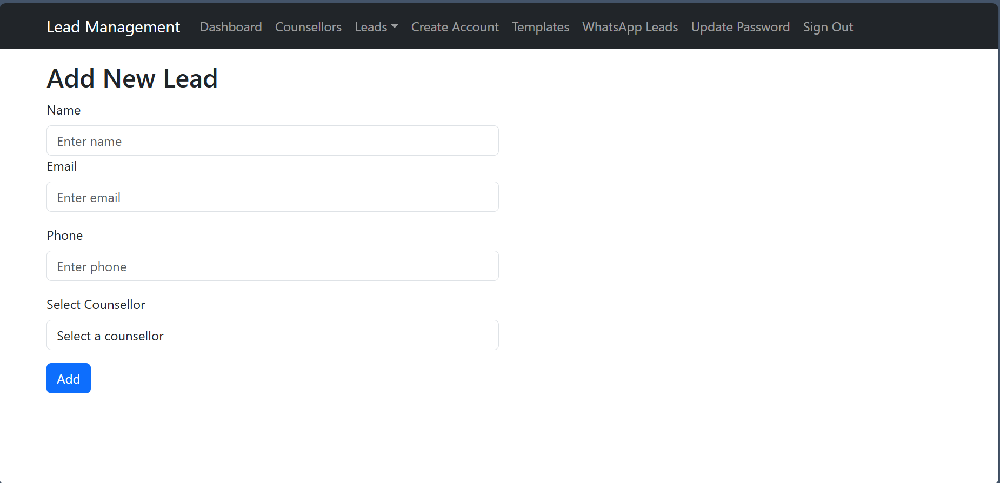 Lead Management Dashboard Counsellors Leads Create Account Templates WhatsApp Leads Update Password Sign Out
Add New Lead
Name
Enter name
Email
Enter email
Phone
Enter phone
Select Counsellor
Select a counsellor
Add